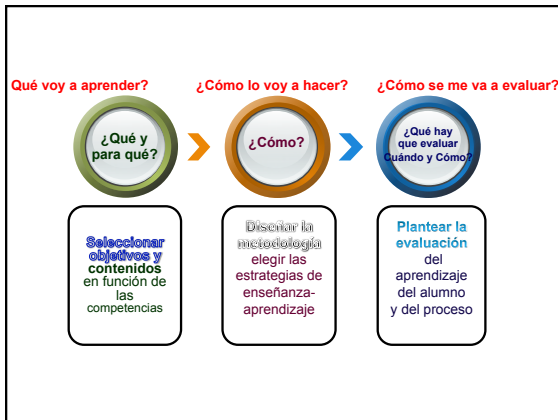 Qué voy a aprender?
¿Cómo lo voy a hacer?
¿Cómo se me va a evaluar?
¿Qué y
para qué?
¿Cómo?
¿Qué hay
que evaluar
Cuándo y Cómo?
Seleccionar
objetivos y
contenidos
en función de
las
competencias
Diseñar la
metodología
elegir las
estrategias de
enseñanza-
aprendizaje
Plantear la
evaluación
del
aprendizaje
del alumno
y del proceso